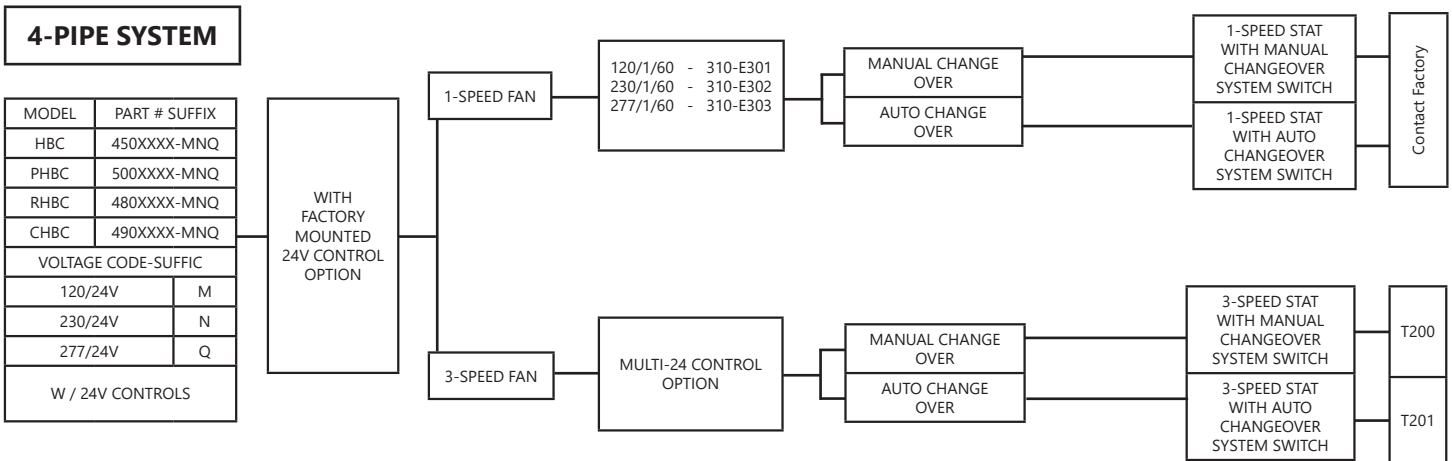 4-PIPE SYSTEM
MODEL PART # SUFFIX
HBC 450XXXX-MNQ
PHBC 500XXXX-MNQ
RHBC 480XXXX-MNQ
CHBC 490XXXX-MNQ
VOLTAGE CODE-SUFFIC
120/24V M
230/24V N
277/24V Q
W / 24V CONTROLS
WITH
FACTORY
MOUNTED
24V CONTROL
OPTION
1-SPEED FAN
120/1/60 - 310-E301
230/1/60 - 310-E302
277/1/60 - 310-E303
MANUAL CHANGE
OVER
AUTO CHANGE
OVER
1-SPEED STAT
WITH MANUAL
CHANGEOVER
SYSTEM SWITCH
1-SPEED STAT
WITH AUTO
CHANGEOVER
SYSTEM SWITCH
Contact Factory
3-SPEED FAN
MULTI-24 CONTROL
OPTION
MANUAL CHANGE
OVER
AUTO CHANGE
OVER
3-SPEED STAT
WITH MANUAL
CHANGEOVER
SYSTEM SWITCH
3-SPEED STAT
WITH AUTO
CHANGEOVER
SYSTEM SWITCH
T200
T201